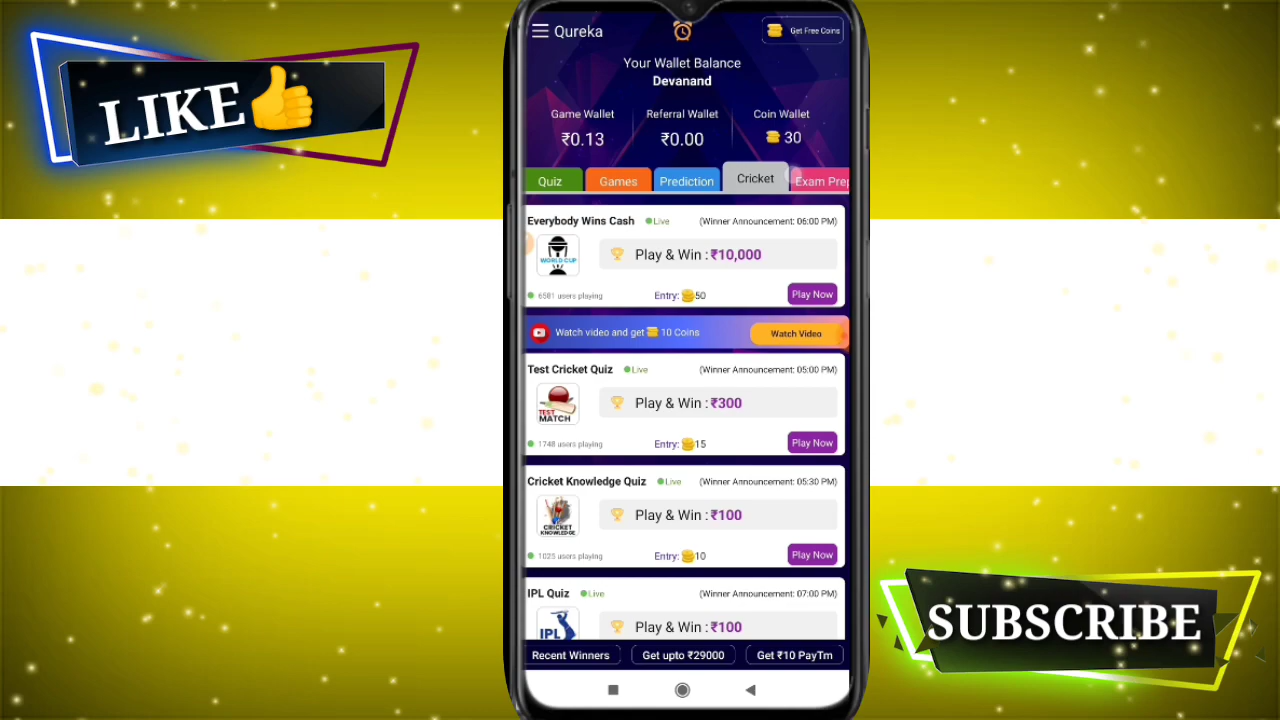 LIKE👍
Qureka
Get Free Coins
Your Wallet Balance
Devanand
Game Wallet Referral Wallet Coin Wallet
₹0.13 ₹0.00 30
Quiz Games Prediction Cricket Exam Prep
Everybody Wins Cash Live (Winner Announcement: 06:00 PM)
WORLD CUP
Play & Win : ₹10,000
6581 users playing Entry: 50 Play Now
Watch video and get 10 Coins Watch Video
Test Cricket Quiz Live (Winner Announcement: 05:00 PM)
TEST
MATCH
Play & Win : ₹300
1748 users playing Entry: 15 Play Now
Cricket Knowledge Quiz Live (Winner Announcement: 05:30 PM)
CRICKET
KNOWLEDGE
Play & Win : ₹100
1025 users playing Entry: 10 Play Now
IPL Quiz Live (Winner Announcement: 07:00 PM)
IPL
Play & Win : ₹100
Recent Winners Get upto ₹29000 Get ₹10 PayTm
SUBSCRIBE